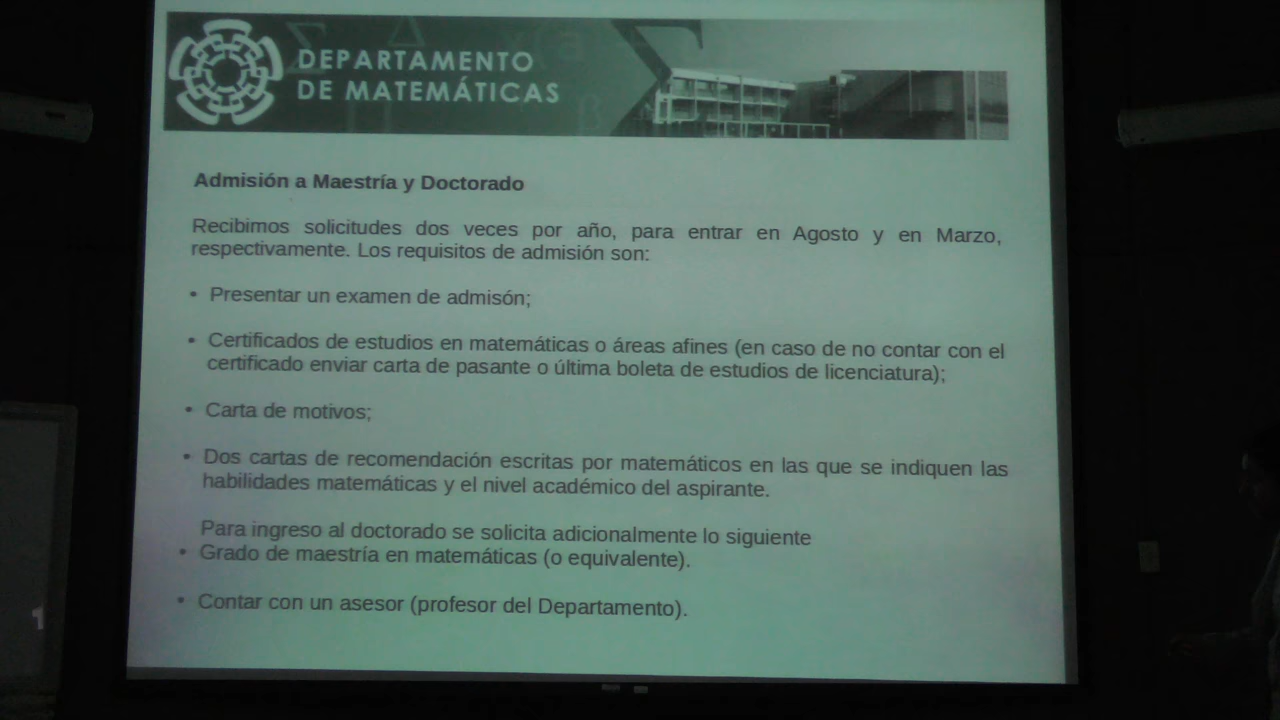 DEPARTAMENTO
DE MATEMÁTICAS
Admisión a Maestría y Doctorado
Recibimos solicitudes dos veces por año, para entrar en Agosto y en Marzo,
respectivamente. Los requisitos de admisión son:
• Presentar un examen de admisón;
• Certificados de estudios en matemáticas o áreas afines (en caso de no contar con el
certificado enviar carta de pasante o última boleta de estudios de licenciatura);
• Carta de motivos;
• Dos cartas de recomendación escritas por matemáticos en las que se indiquen las
habilidades matemáticas y el nivel académico del aspirante.
Para ingreso al doctorado se solicita adicionalmente lo siguiente
• Grado de maestría en matemáticas (o equivalente).
• Contar con un asesor (profesor del Departamento).